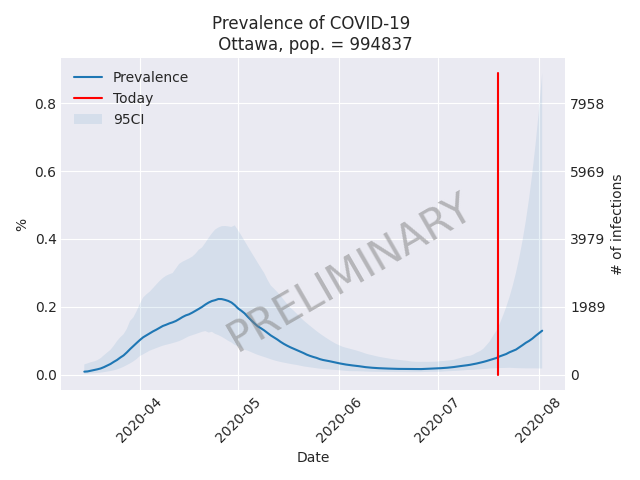 Prevalence of COVID-19
Ottawa, pop. = 994837
Prevalence
Today
95CI
PRELIMINARY
%
0.8
0.6
0.4
0.2
0.0
7958
5969
3979
1989
0
# of infections
2020-04
2020-05
2020-06
2020-07
2020-08
Date